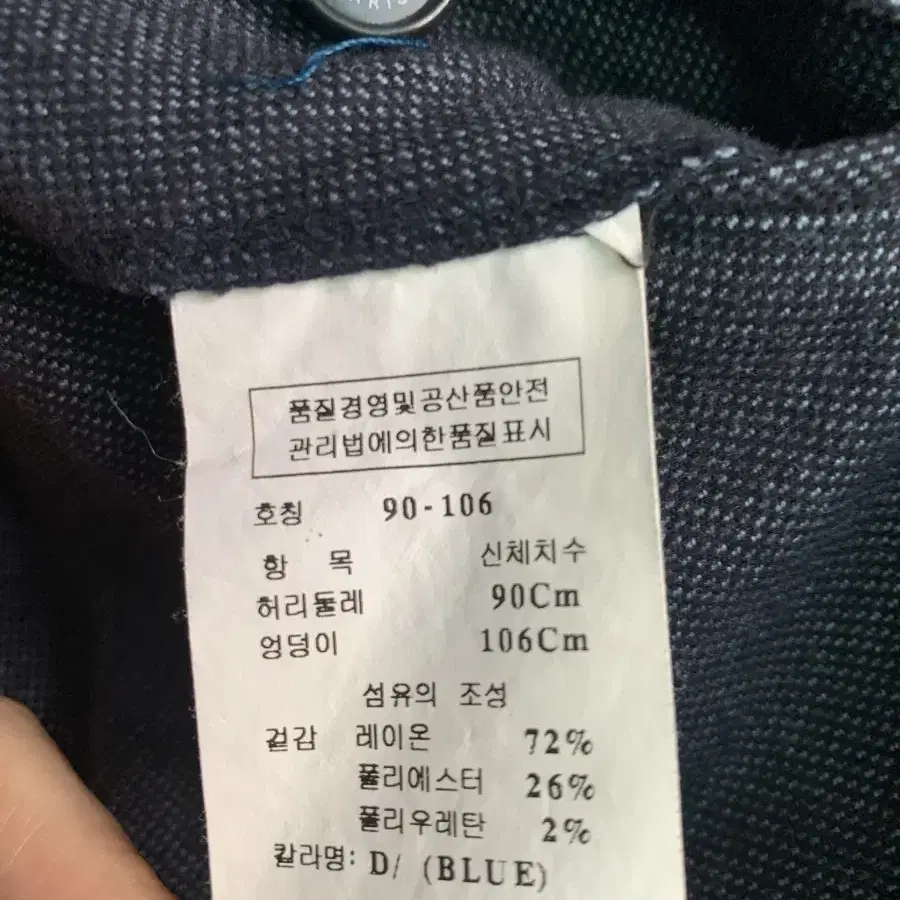 품질경영및공산품안전
관리법에의한품질표시
호칭 90-106
항 목 신체치수
허리둘레 90Cm
엉덩이 106Cm
섬유의 조성
겉감 레이온 72%
폴리에스터 26%
폴리우레탄 2%
칼라명: D/ (BLUE)